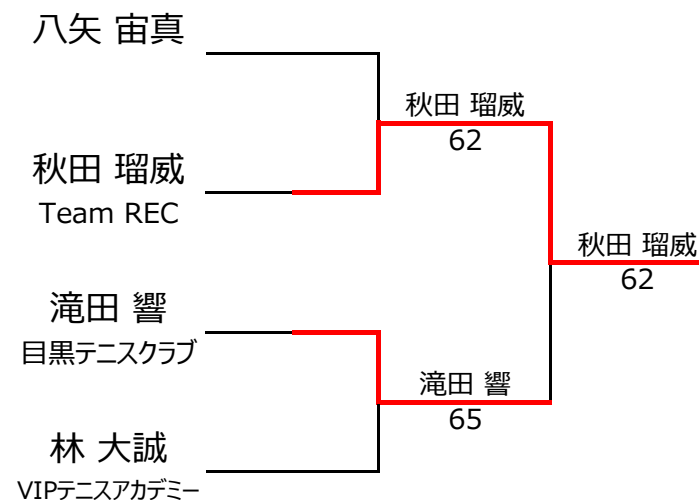 八矢 宙真
秋田 瑠威
62
秋田 瑠威
Team REC
秋田 瑠威
62
滝田 響
目黒テニスクラブ
滝田 響
65
林 大誠
VIPテニスアカデミー